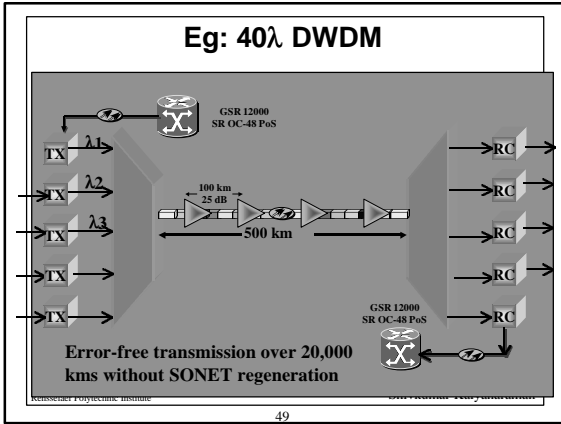 Eg: 40λ DWDM
GSR 12000
SR OC-48 PoS
TX
λ1
TX
λ2
TX
λ3
TX
TX
100 km
25 dB
500 km
RC
RC
RC
RC
RC
GSR 12000
SR OC-48 PoS
Error-free transmission over 20,000
kms without SONET regeneration
Rensselaer Polytechnic Institute
Shivkumar Kalyanaraman
49